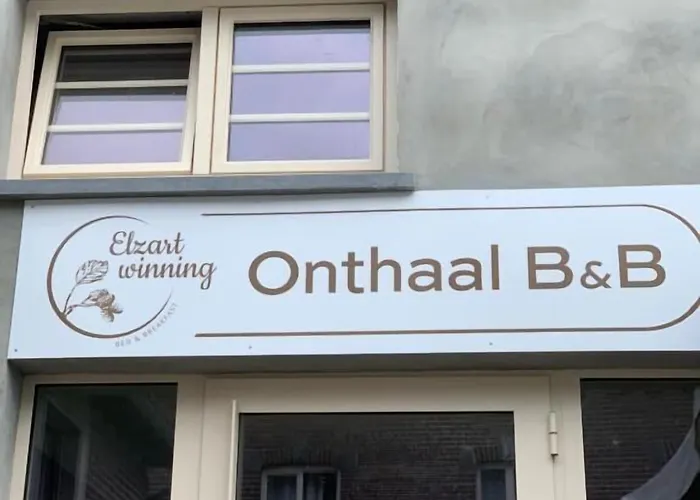 Elzart
winning
BED & BREAKFAST
Onthaal B&B